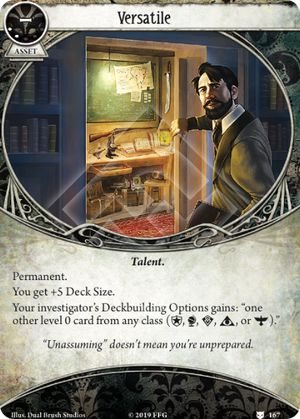 Versatile
ASSET
Talent.
Permanent.
You get +5 Deck Size.
Your investigator's Deckbuilding Options gains: "one
other level 0 card from any class (, , , , or )."
"Unassuming" doesn't mean you're unprepared.
Illus. Dual Brush Studios
© 2019 FFG
167